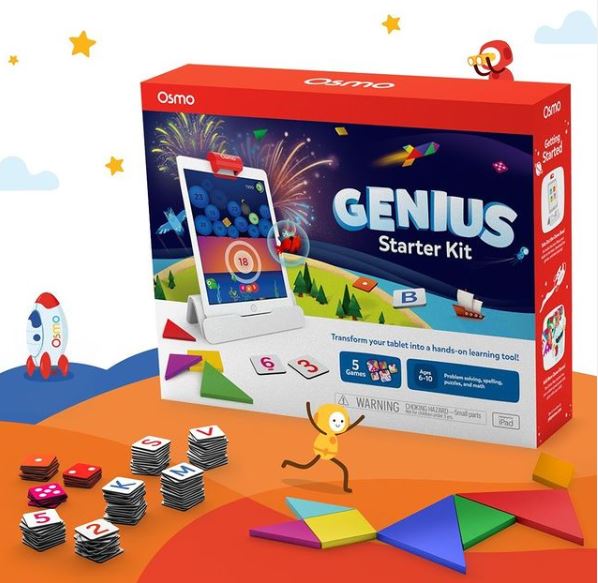 Osmo
Osmo
Osmo
Getting
Started
Osmo
GENIUS
Starter Kit
23
18
B
Transform your tablet into a hands-on learning tool!
6
3
5
Games
Ages
6-10
Problem solving, spelling,
puzzles, and math
WARNING
CHOKING HAZARD—Small parts
iPad
Osmo
S
V
K
M
5
2